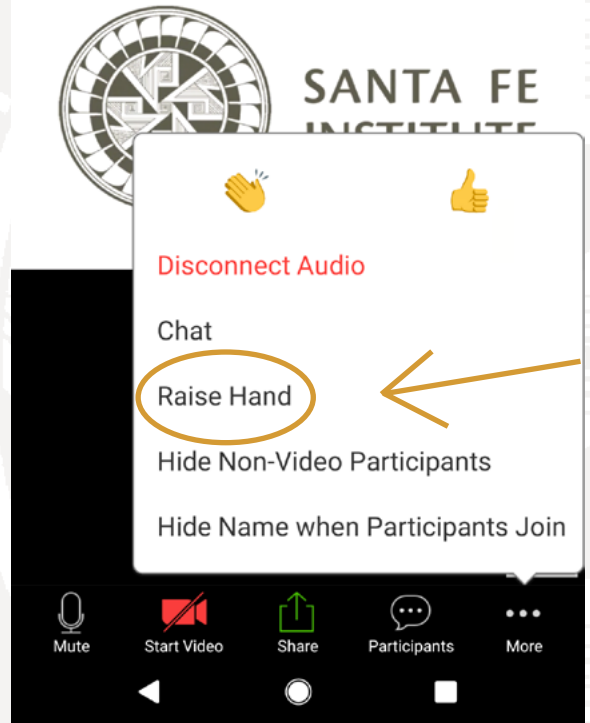 SANTA FE
INSTITUTE
Disconnect Audio
Chat
Raise Hand
Hide Non-Video Participants
Hide Name when Participants Join
Mute
Start Video
Share
Participants
More